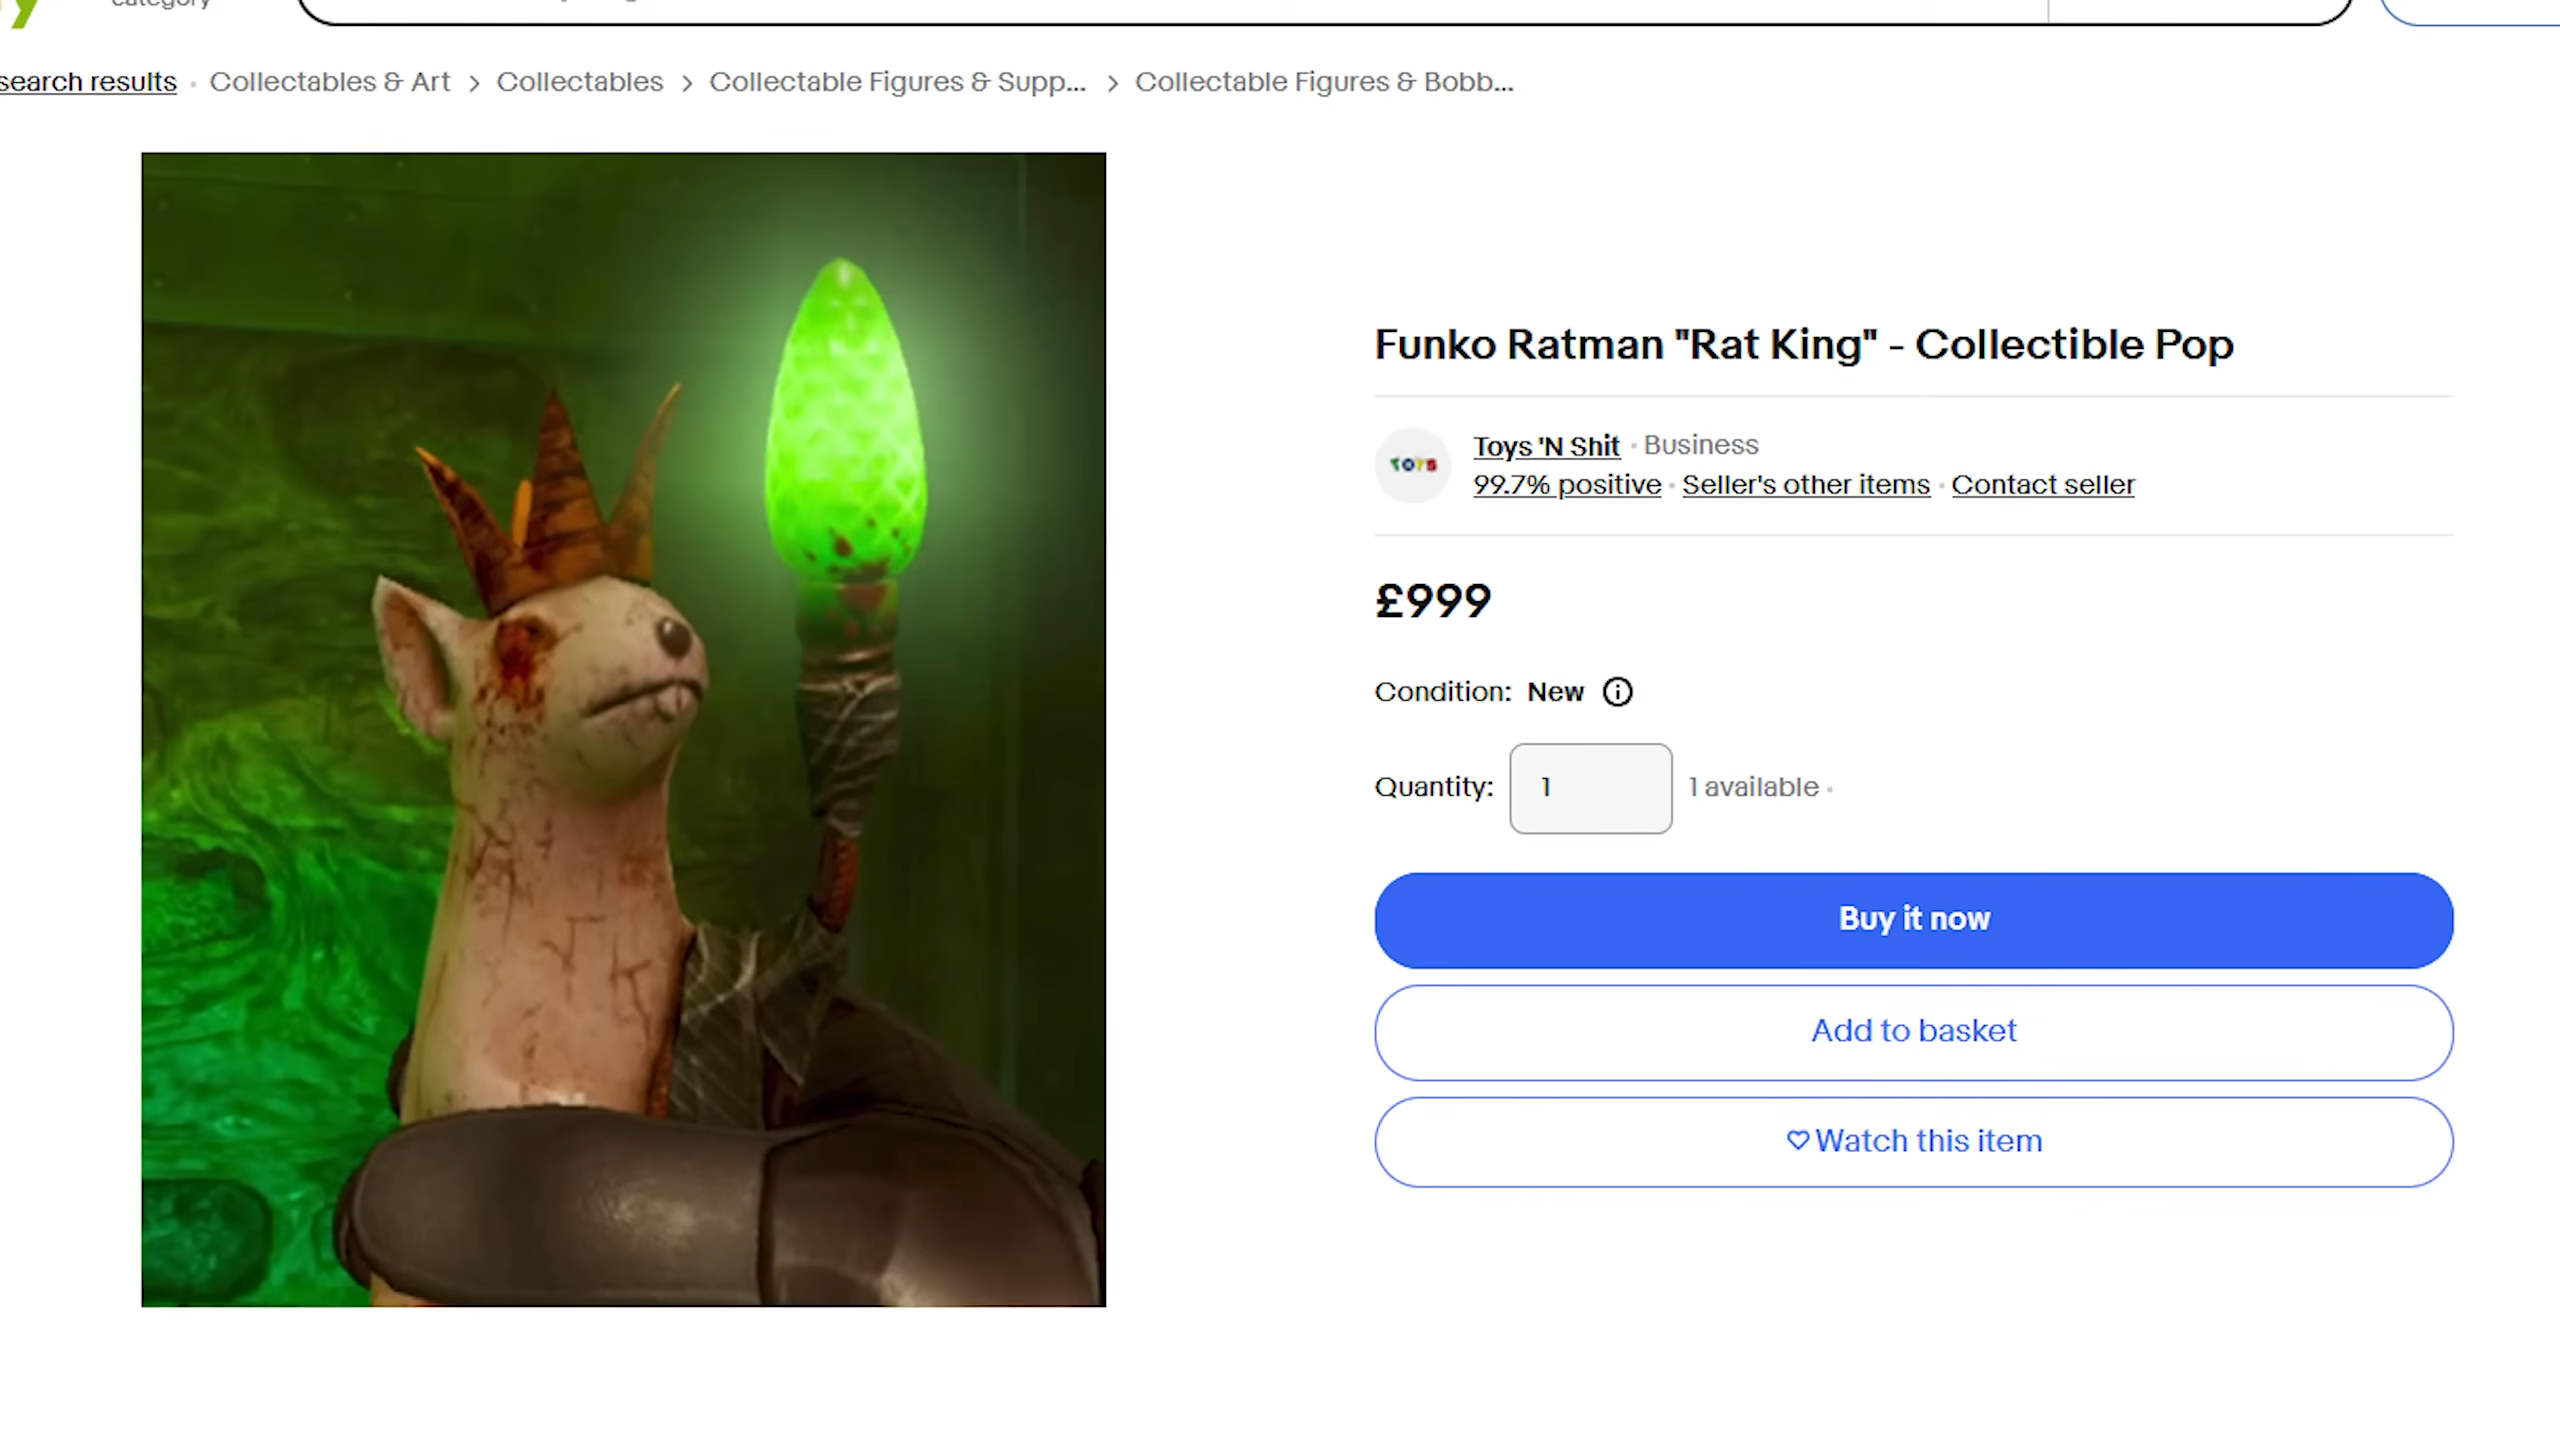 category
search results · Collectables & Art > Collectables > Collectable Figures & Supp... > Collectable Figures & Bobb...
Funko Ratman "Rat King" - Collectible Pop
TOYS
Toys 'N Shit · Business
99.7% positive · Seller's other items · Contact seller
£999
Condition: New
Quantity: 1 1 available ·
Buy it now
Add to basket
Watch this item